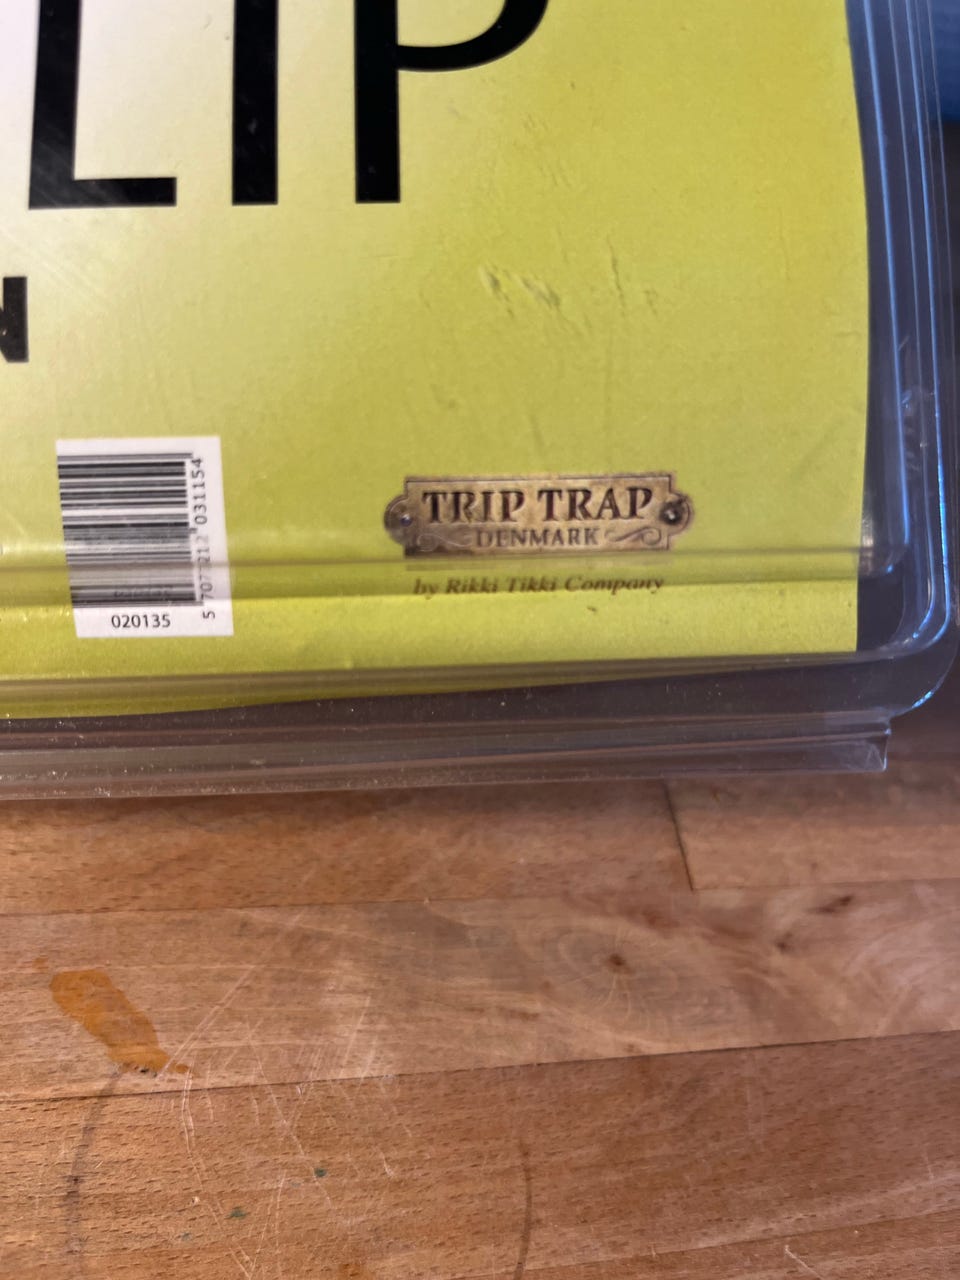 LIP
N
5 707212 031154
020135
TRIP TRAP
DENMARK
by Rikki Tikki Company